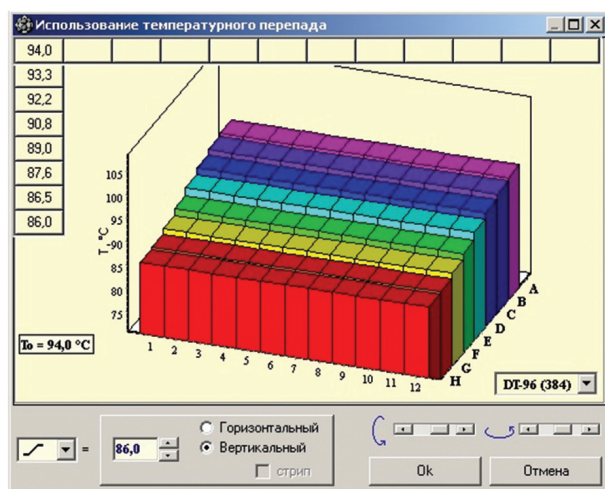 Использование температурного перепада
94,0
93,3
92,2
90,8
89,0
87,6
86,5
86,0
105
100
95
90
85
80
75
T, °C
1 2 3 4 5 6 7 8 9 10 11 12
H G F E D C B A
To = 94,0 °C
DT-96 (384)
= 86,0
Горизонтальный
Вертикальный
стрип
Ok
Отмена